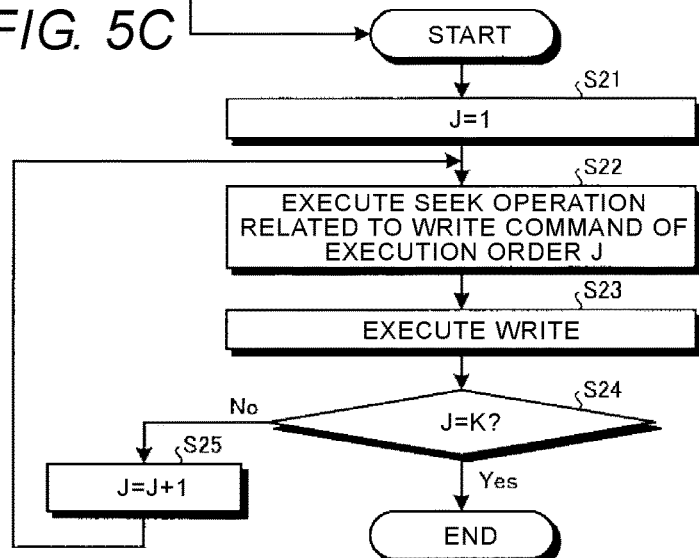 FIG. 5C
START
S21
J=1
S22
EXECUTE SEEK OPERATION
RELATED TO WRITE COMMAND OF
EXECUTION ORDER J
S23
EXECUTE WRITE
S24
J=K?
No
S25
J=J+1
Yes
END